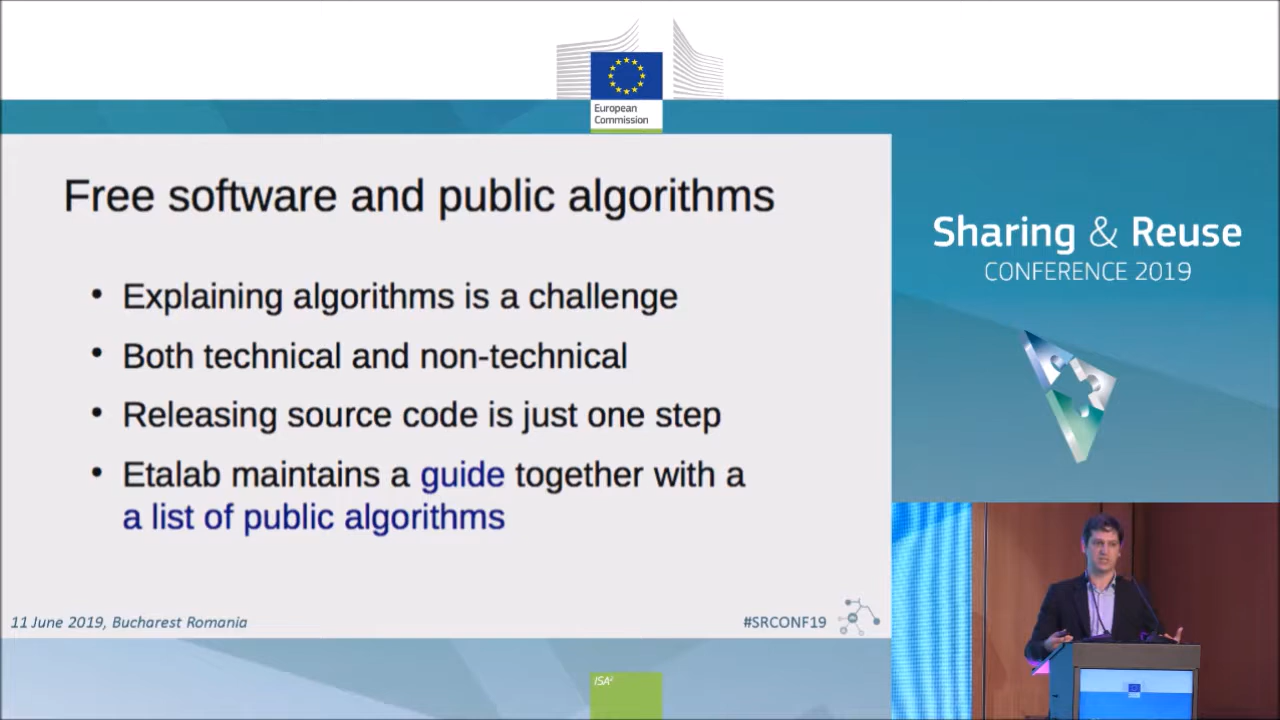 European
Commission
Free software and public algorithms
• Explaining algorithms is a challenge
• Both technical and non-technical
• Releasing source code is just one step
• Etalab maintains a guide together with a
a list of public algorithms
11 June 2019, Bucharest Romania
#SRCONF19
Sharing & Reuse
CONFERENCE 2019
ISA²